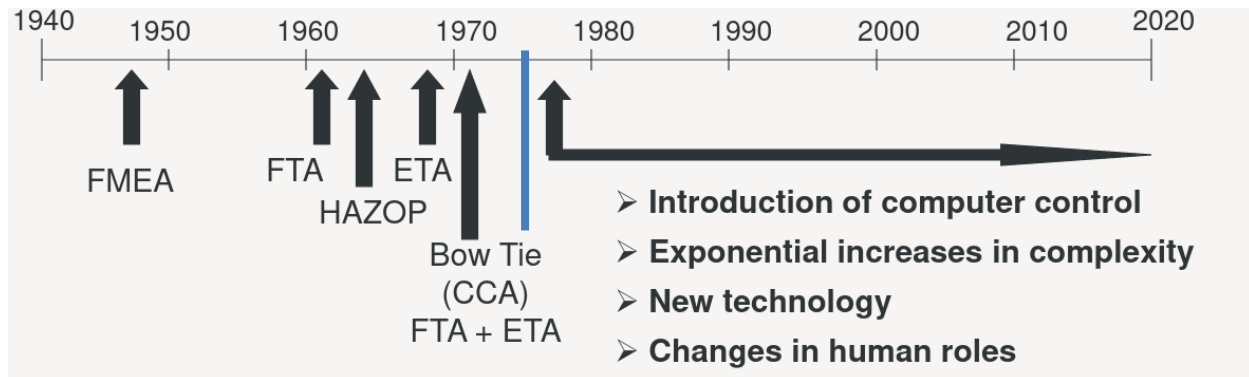 1940 1950 1960 1970 1980 1990 2000 2010 2020
FMEA
FTA
ETA
HAZOP
Bow Tie
(CCA)
FTA + ETA
➢ Introduction of computer control
➢ Exponential increases in complexity
➢ New technology
➢ Changes in human roles